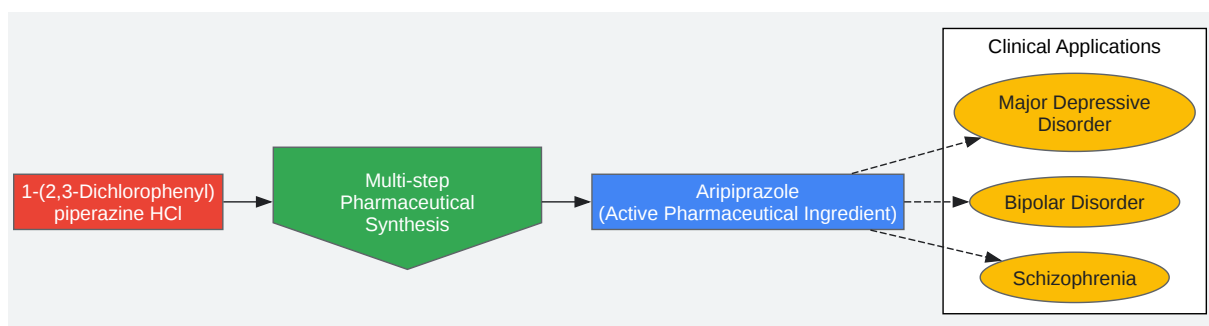 Clinical Applications
Major Depressive
Disorder
1-(2,3-Dichlorophenyl)
piperazine HCl
Multi-step
Pharmaceutical
Synthesis
Aripiprazole
(Active Pharmaceutical Ingredient)
Bipolar Disorder
Schizophrenia